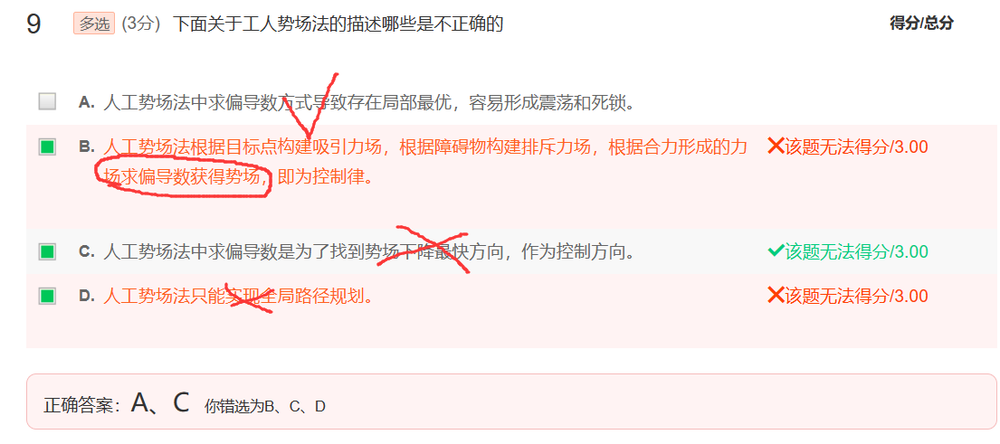 9 多选 (3分) 下面关于工人势场法的描述哪些是不正确的 得分/总分
A. 人工势场法中求偏导数方式导致存在局部最优，容易形成震荡和死锁。
B. 人工势场法根据目标点构建吸引力场，根据障碍物构建排斥力场，根据合力形成的力 该题无法得分/3.00
场求偏导数获得势场，即为控制律。
C. 人工势场法中求偏导数是为了找到势场下降最快方向，作为控制方向。 该题无法得分/3.00
D. 人工势场法只能实现全局路径规划。 该题无法得分/3.00
正确答案：A、C 你错选为B、C、D